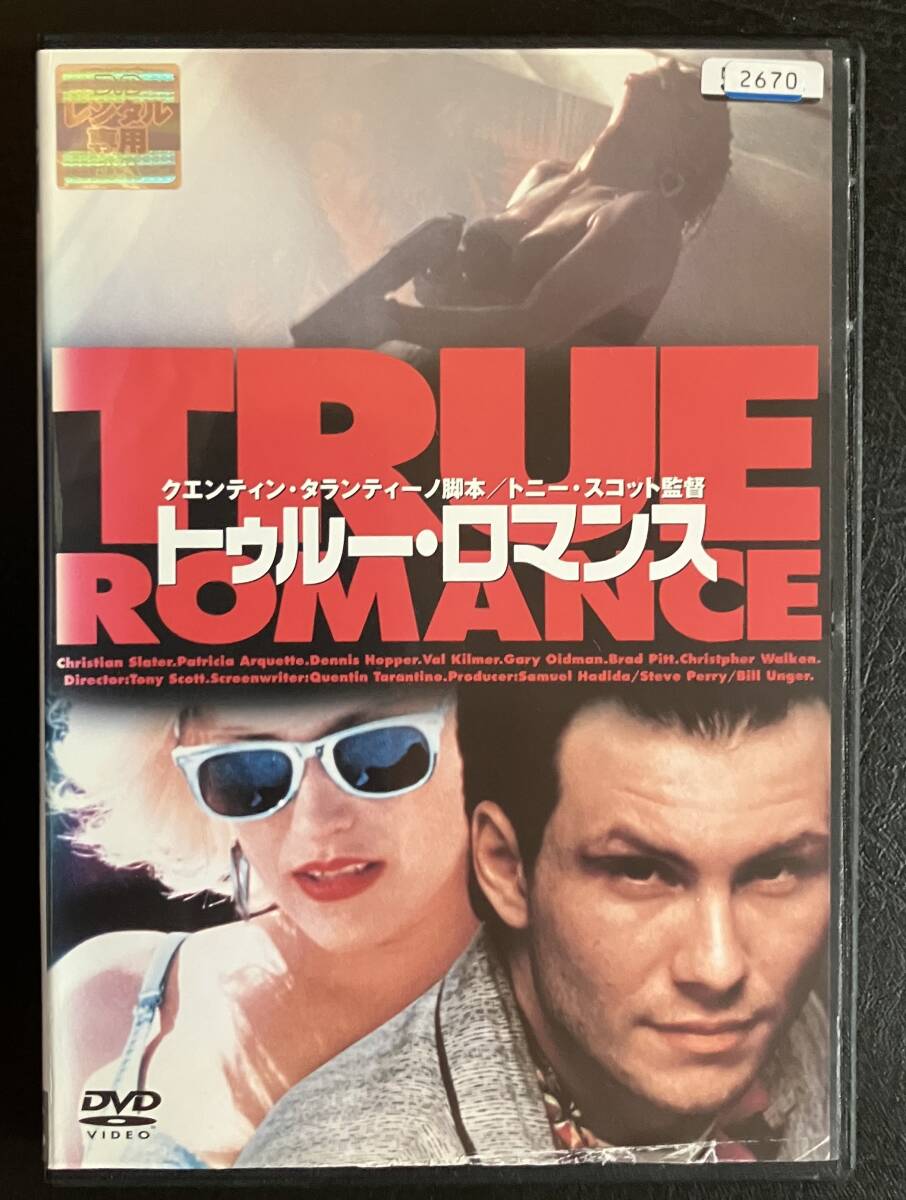 DVD
レンタル
専用
2670
TRUE
クエンティン・タランティーノ脚本／トニー・スコット監督
トゥルー・ロマンス
ROMANCE
Christian Slater.Patricia Arquette.Dennis Hopper.Val Kilmer.Gary Oldman.Brad Pitt.Christpher Walken.
Director:Tony Scott.Screenwriter:Quentin Tarantino.Producer:Samuel Hadida/Steve Perry/Bill Unger.
DVD
VIDEO